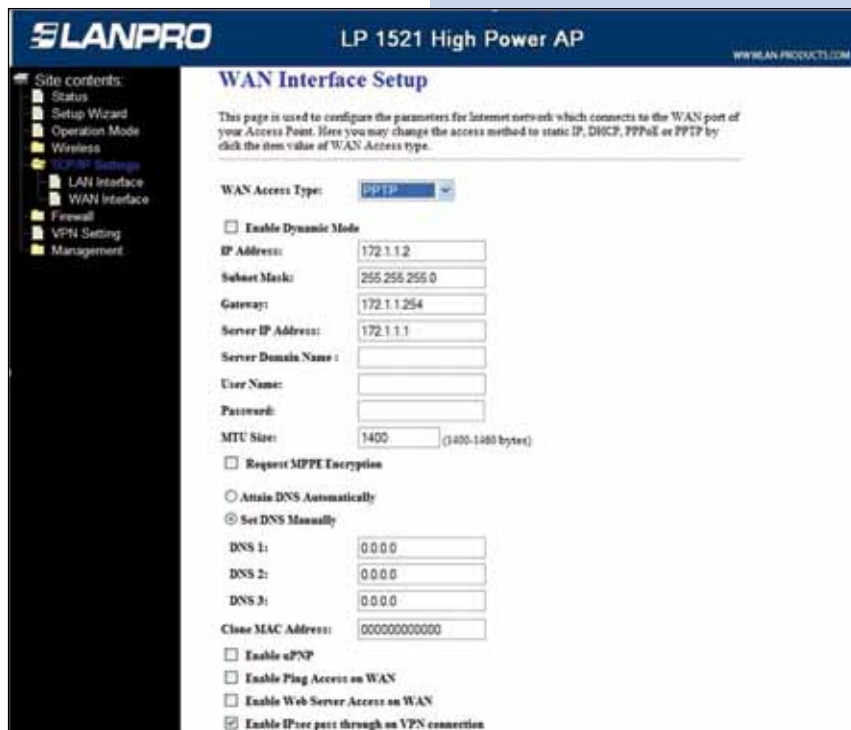 LANPRO
LP 1521 High Power AP
WWW.LAN-PRODUCTS.COM
Site contents:
Status
Setup Wizard
Operation Mode
Wireless
TCP/IP Settings
LAN Interface
WAN Interface
Firewall
VPN Setting
Management
WAN Interface Setup
This page is used to configure the parameters for Internet network which connects to the WAN port of
your Access Point. Here you may change the access method to static IP, DHCP, PPPoE or PPTP by
click the item value of WAN Access type.
WAN Access Type: PPTP
Enable Dynamic Mode
IP Address: 172.1.1.2
Subnet Mask: 255.255.255.0
Gateway: 172.1.1.254
Server IP Address: 172.1.1.1
Server Domain Name :
User Name:
Password:
MTU Size: 1400 (1400-1460 bytes)
Request MPPE Encryption
Attain DNS Automatically
Set DNS Manually
DNS 1: 0.0.0.0
DNS 2: 0.0.0.0
DNS 3: 0.0.0.0
Clone MAC Address: 000000000000
Enable uPNP
Enable Ping Access on WAN
Enable Web Server Access on WAN
Enable IPsec pass through on VPN connection